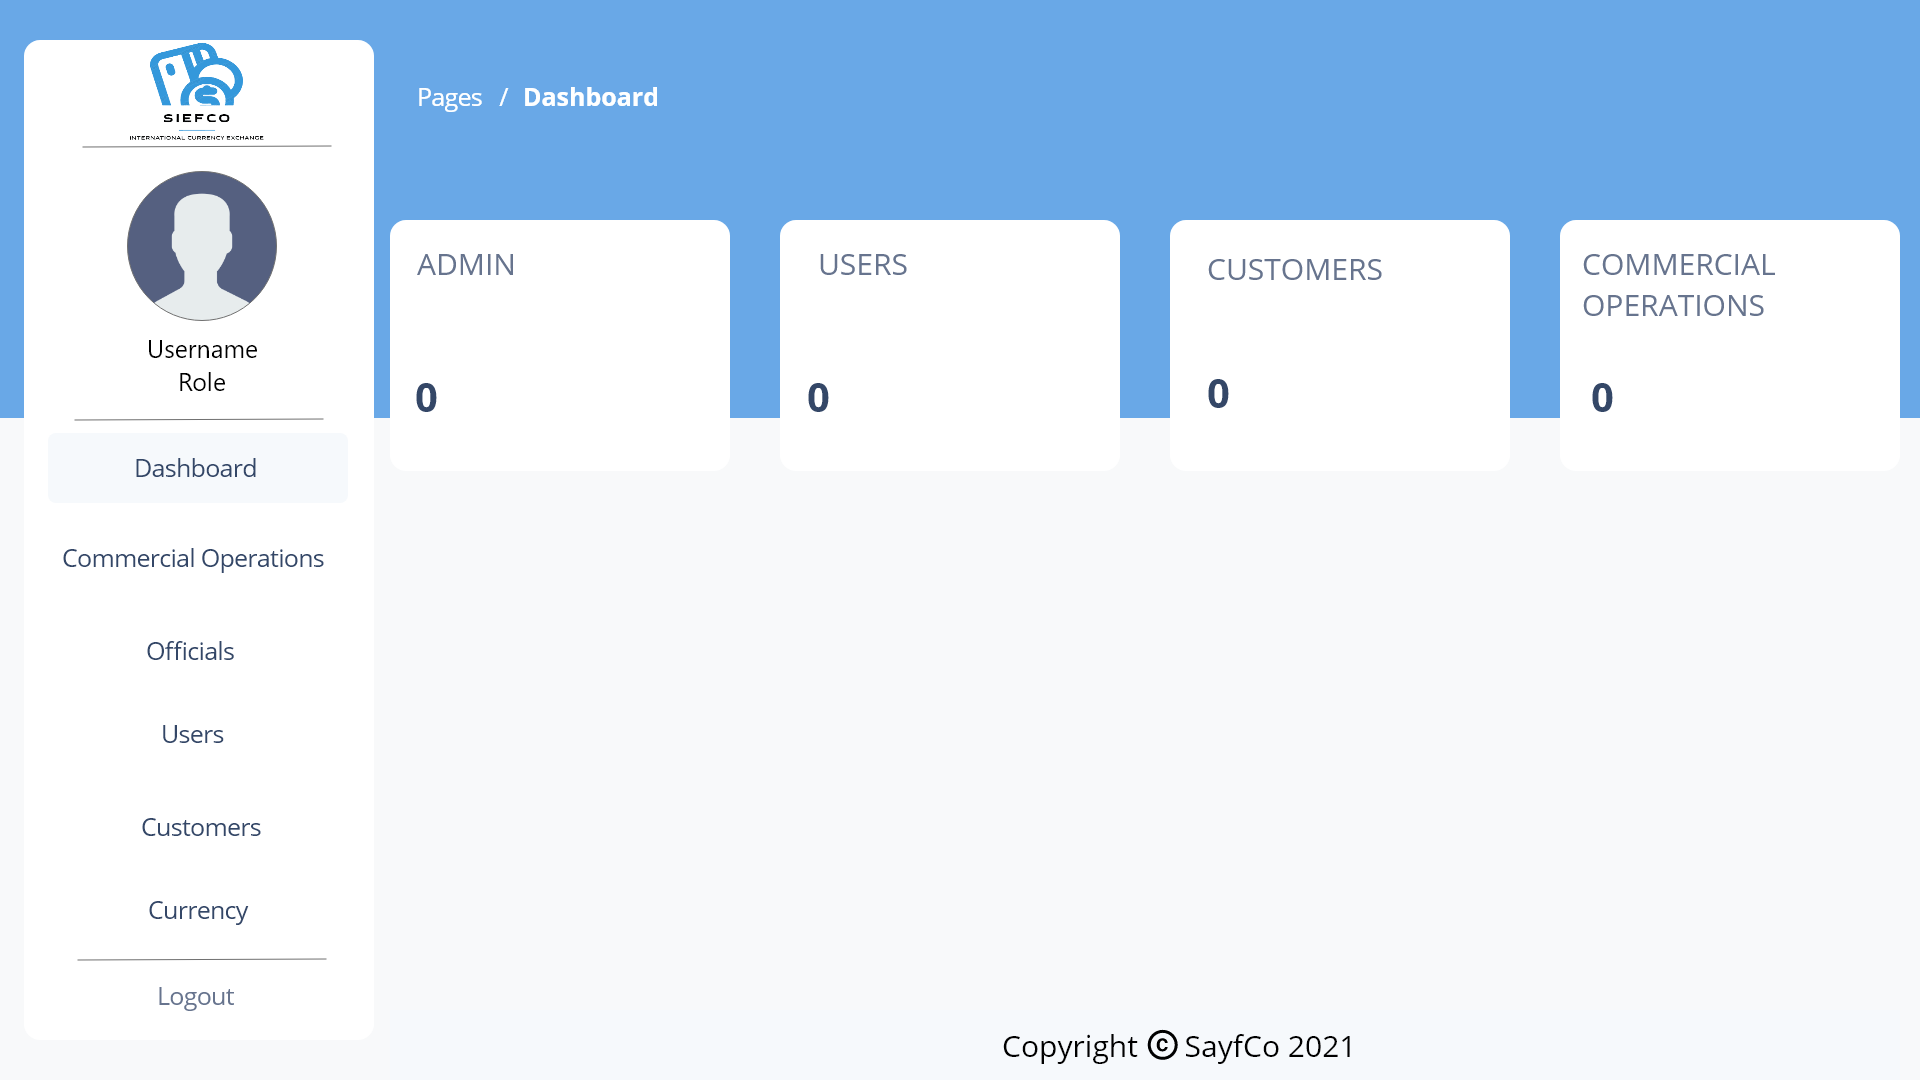 SIEFCO
INTERNATIONAL CURRENCY EXCHANGE
Username
Role
Dashboard
Commercial Operations
Officials
Users
Customers
Currency
Logout
Pages / Dashboard
ADMIN
0
USERS
0
CUSTOMERS
0
COMMERCIAL
OPERATIONS
0
Copyright © SayfCo 2021